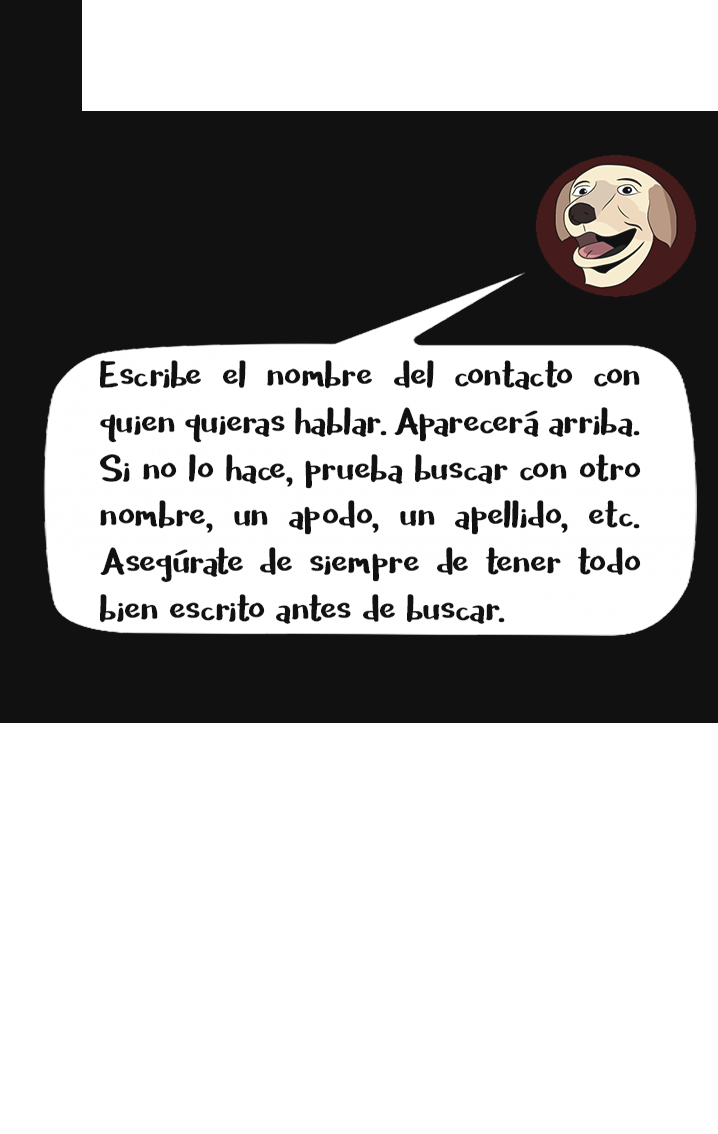 Escribe el nombre del contacto con
quien quieras hablar. Aparecerá arriba.
Si no lo hace, prueba buscar con otro
nombre, un apodo, un apellido, etc.
Asegúrate de siempre de tener todo
bien escrito antes de buscar.